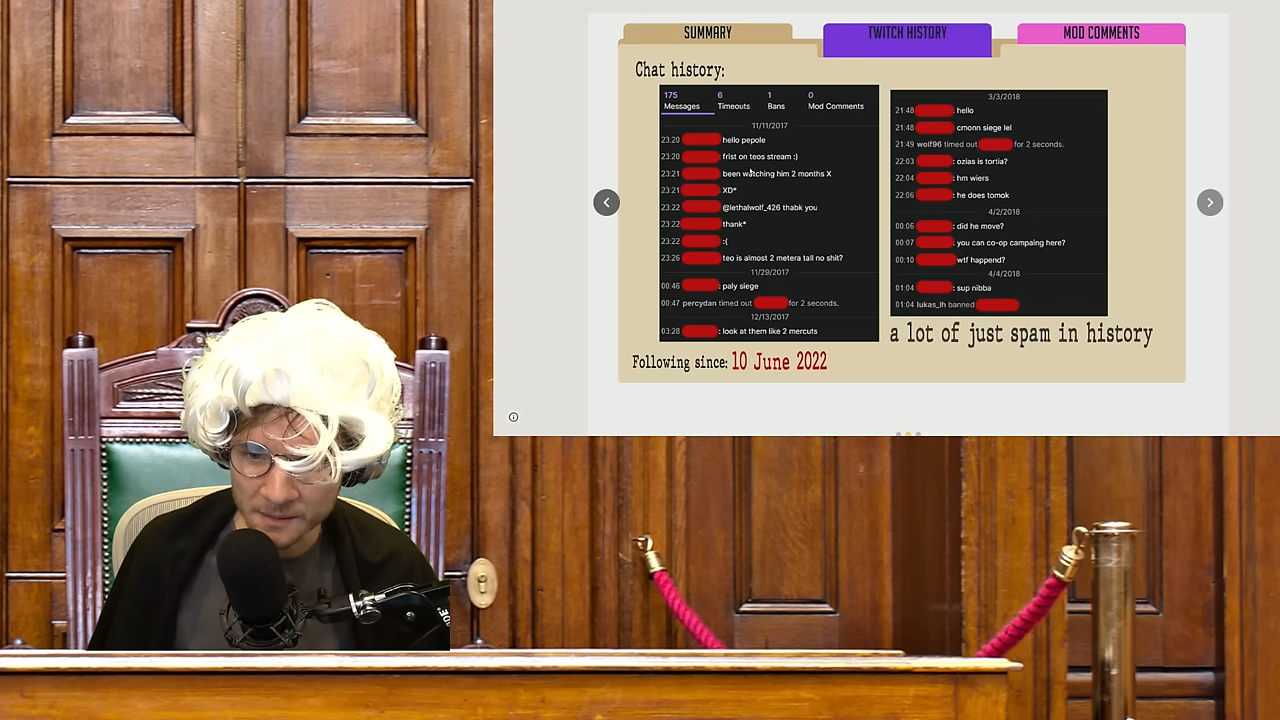 SUMMARY
TWITCH HISTORY
MOD COMMENTS
Chat history:
175 6 1 0
Messages Timeouts Bans Mod Comments
11/11/2017
23:20 hello pepole
23:20 frist on teos stream :)
23:21 been watching him 2 months X
23:21 XD*
23:22 @lethalwolf_426 thabk you
23:22 thank*
23:22 :(
23:26 teo is almost 2 metera tall no shit?
11/29/2017
00:46 : paly siege
00:47 percydan timed out for 2 seconds.
12/13/2017
03:28 : look at them like 2 mercuts
Following since: 10 June 2022
3/3/2018
21:48 hello
21:48 cmonn siege lel
21:49 wolf96 timed out for 2 seconds.
22:03 : ozias is tortia?
22:04 : hm wiers
22:06 : he does tomok
4/2/2018
00:06 : did he move?
00:07 : you can co-op campaing here?
00:10 wtf happend?
4/4/2018
01:04 : sup nibba
01:04 lukas_lh banned
a lot of just spam in history